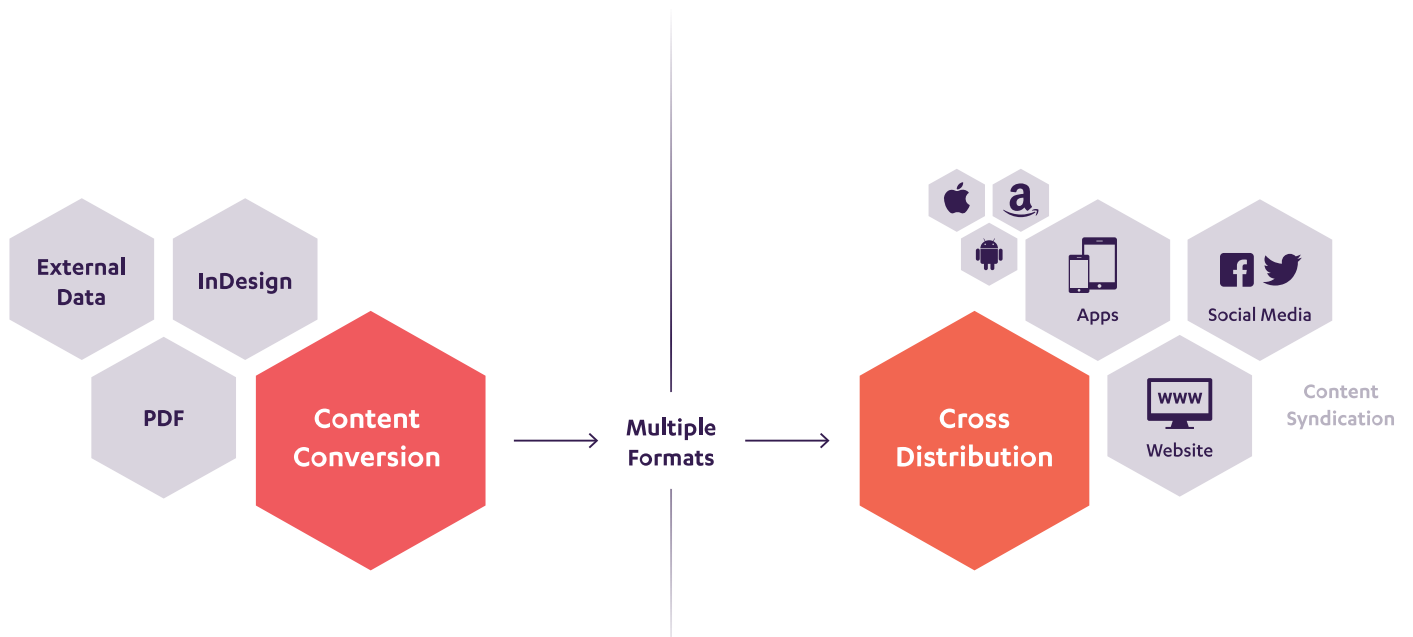 External
Data
InDesign
PDF
Content
Conversion
Multiple
Formats
Cross
Distribution
Apps
Social Media
www
Website
Content
Syndication